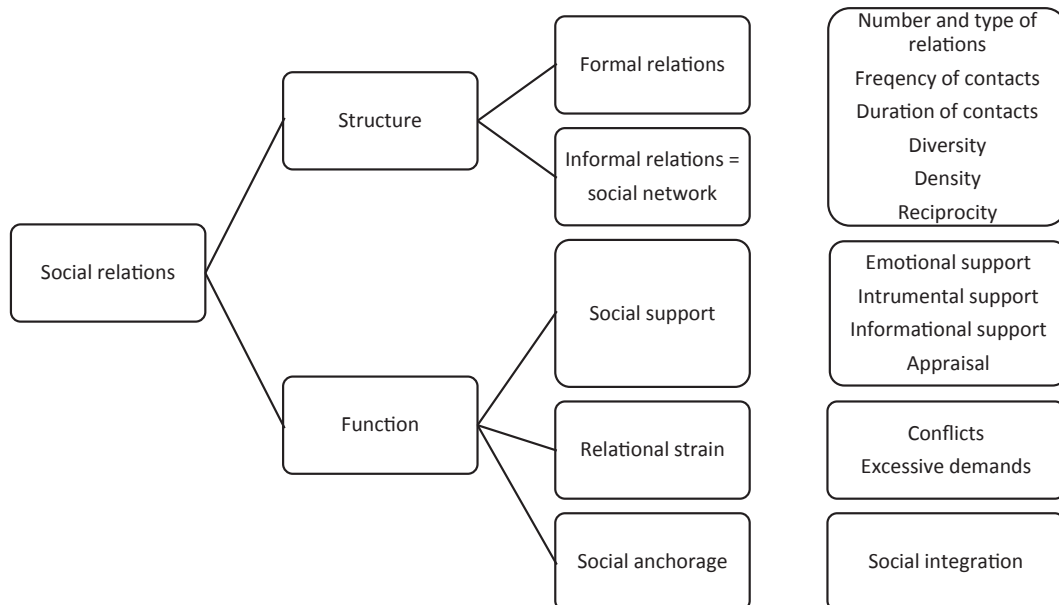 Social relations
Structure
Function
Formal relations
Informal relations =
social network
Social support
Relational strain
Social anchorage
Number and type of
relations
Freqency of contacts
Duration of contacts
Diversity
Density
Reciprocity
Emotional support
Intrumental support
Informational support
Appraisal
Conflicts
Excessive demands
Social integration